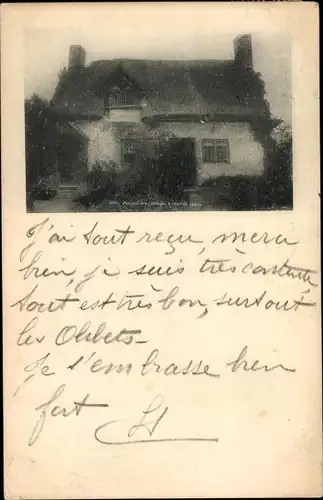 J'ai tout reçu, merci
bien, je suis très contente,
tout est très bon, surtout
les
Je t'embrasse bien
fort